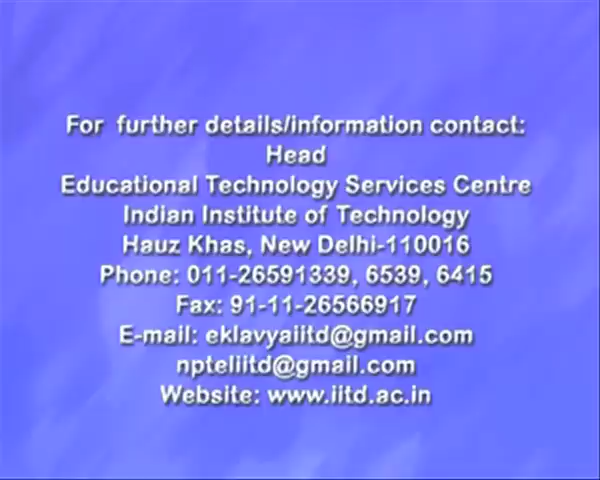 For further details/information contact:
Head
Educational Technology Services Centre
Indian Institute of Technology
Hauz Khas, New Delhi-110016
Phone: 011-26591339, 6539, 6415
Fax: 91-11-26566917
E-mail: eklavyaiitd@gmail.com
npteliitd@gmail.com
Website: www.iitd.ac.in